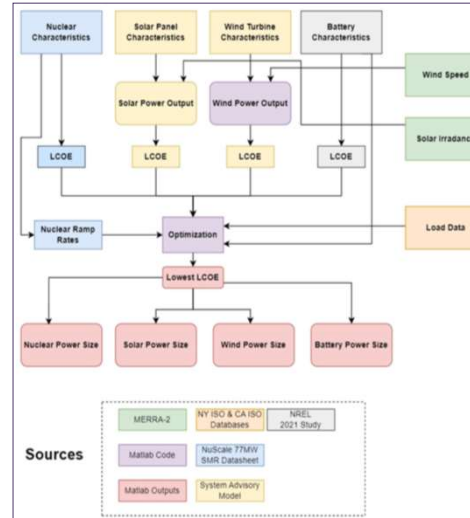 Nuclear
Characteristics
Solar Panel
Characteristics
Wind Turbine
Characteristics
Battery Characteristics
Wind Speed
Solar Power Output
Wind Power Output
Solar Irradance
LCOE
LCOE
LCOE
LCOE
Nuclear Ramp
Rates
Optimization
Load Data
Lowest LCOE
Nuclear Power Size
Solar Power Size
Wind Power Size
Battery Power Size
Sources
MERRA-2
NY ISO & CA ISO
Databases
NREL
2021 Study
Matlab Code
NuScale 77MW
SMR Datasheet
Matlab Outputs
System Advisory
Model